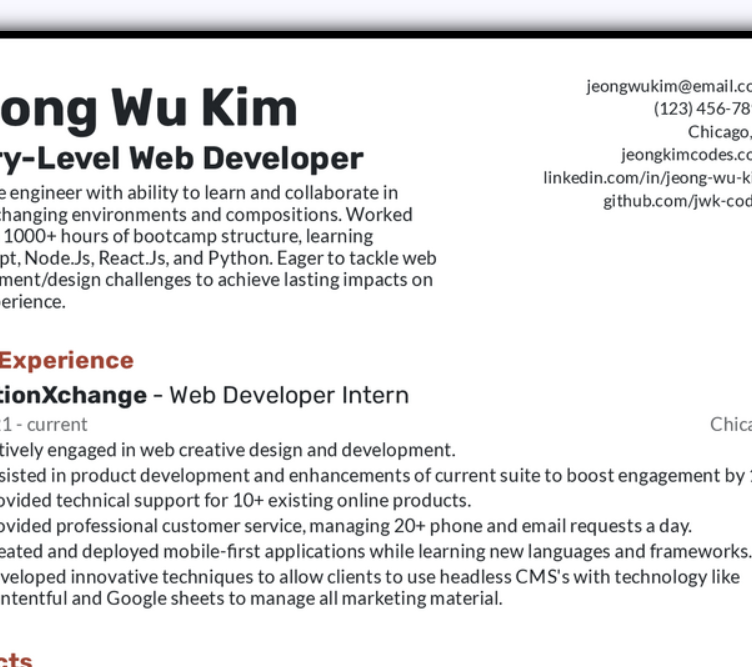 ong Wu Kim
ry-Level Web Developer
e engineer with ability to learn and collaborate in
changing environments and compositions. Worked
1000+ hours of bootcamp structure, learning
pt, Node.Js, React.Js, and Python. Eager to tackle web
ment/design challenges to achieve lasting impacts on
erience.
jeongwukim@email.co
(123) 456-78
Chicago,
jeongkimcodes.co
linkedin.com/in/jeong-wu-ki
github.com/jwk-cod
Experience
tionXchange - Web Developer Intern
1 - current
Chica
tively engaged in web creative design and development.
sisted in product development and enhancements of current suite to boost engagement by
ovided technical support for 10+ existing online products.
ovided professional customer service, managing 20+ phone and email requests a day.
eated and deployed mobile-first applications while learning new languages and frameworks.
veloped innovative techniques to allow clients to use headless CMS's with technology like
ntentful and Google sheets to manage all marketing material.
cts